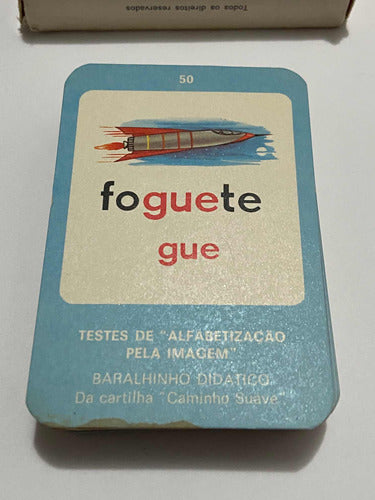 Todos os direitos reservados
50
foguete
gue
TESTES DE "ALFABETIZAÇÃO
PELA IMAGEM"
BARALHINHO DIDÁTICO
Da cartilha "Caminho Suave"